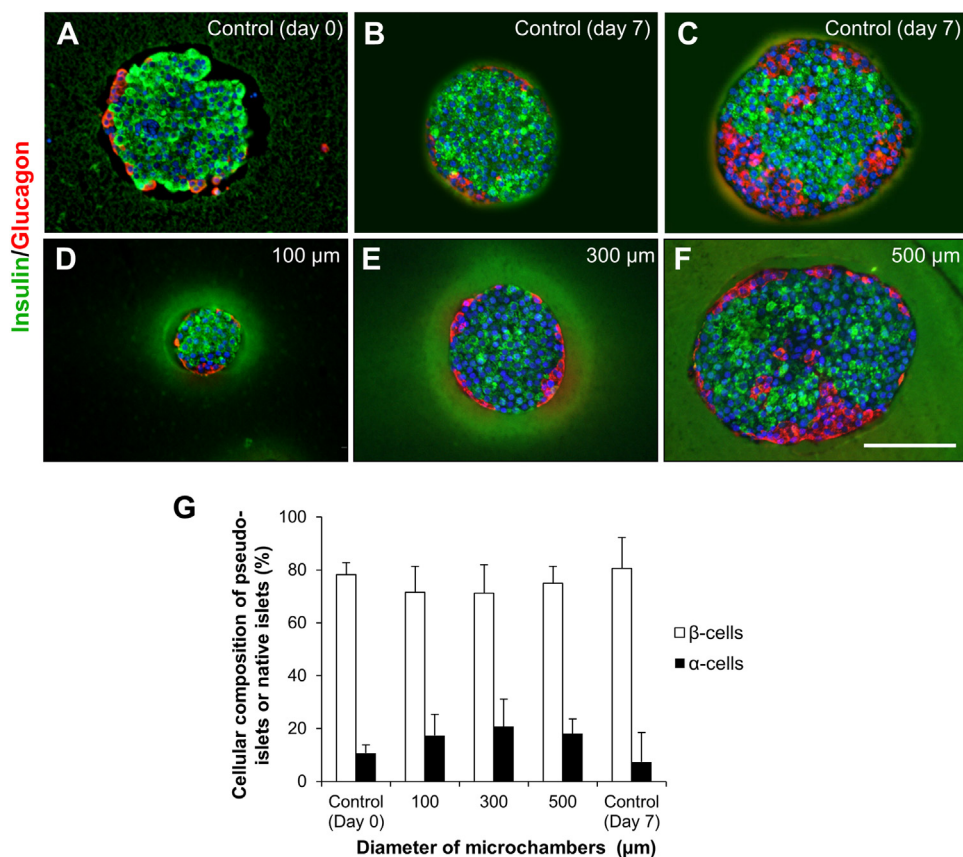 A
Control (day 0)
B
Control (day 7)
C
Control (day 7)
Insulin/Glucagon
D
100 µm
E
300 µm
F
500 µm
G
Cellular composition of pseudo-
islets or native islets (%)
100
80
60
40
20
0
β-cells
α-cells
Control
(Day 0)
100
300
500
Control
(Day 7)
Diameter of microchambers (µm)